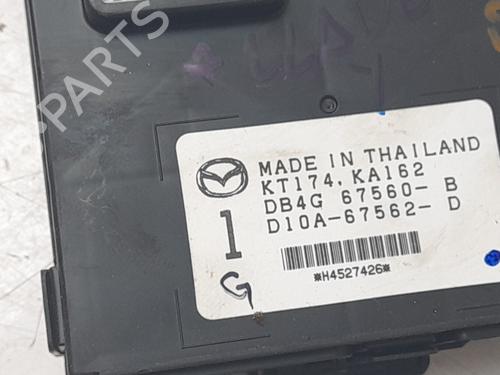 PARTS
MADE IN THAILAND
KT174, KA162
DB4G 67560- B
D10A-67562- D
1
G
*H4527426*